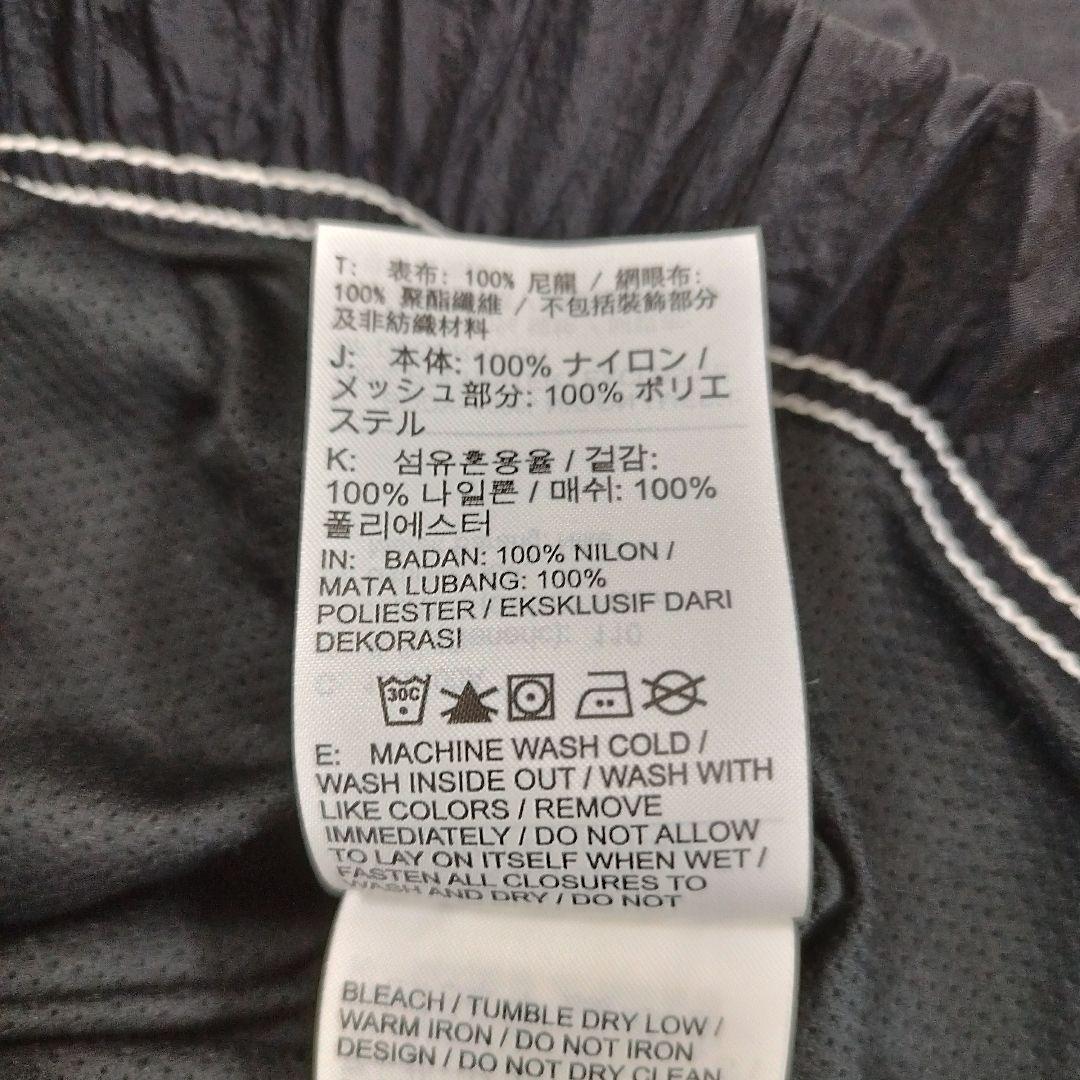 T: 表布: 100% 尼龍 / 網眼布:
100% 聚酯纖維 / 不包括裝飾部分
及非紡織材料
J: 本体: 100% ナイロン /
メッシュ部分: 100% ポリエ
ステル
K: 섬유혼용율 / 겉감:
100% 나일론 / 매쉬: 100%
폴리에스터
IN: BADAN: 100% NILON /
MATA LUBANG: 100%
POLIESTER / EKSKLUSIF DARI
DEKORASI
30C
E: MACHINE WASH COLD /
WASH INSIDE OUT / WASH WITH
LIKE COLORS / REMOVE
IMMEDIATELY / DO NOT ALLOW
TO LAY ON ITSELF WHEN WET /
FASTEN ALL CLOSURES TO
WASH AND DRY / DO NOT
BLEACH / TUMBLE DRY LOW /
WARM IRON / DO NOT IRON
DESIGN / DO NOT DRY CLEAN